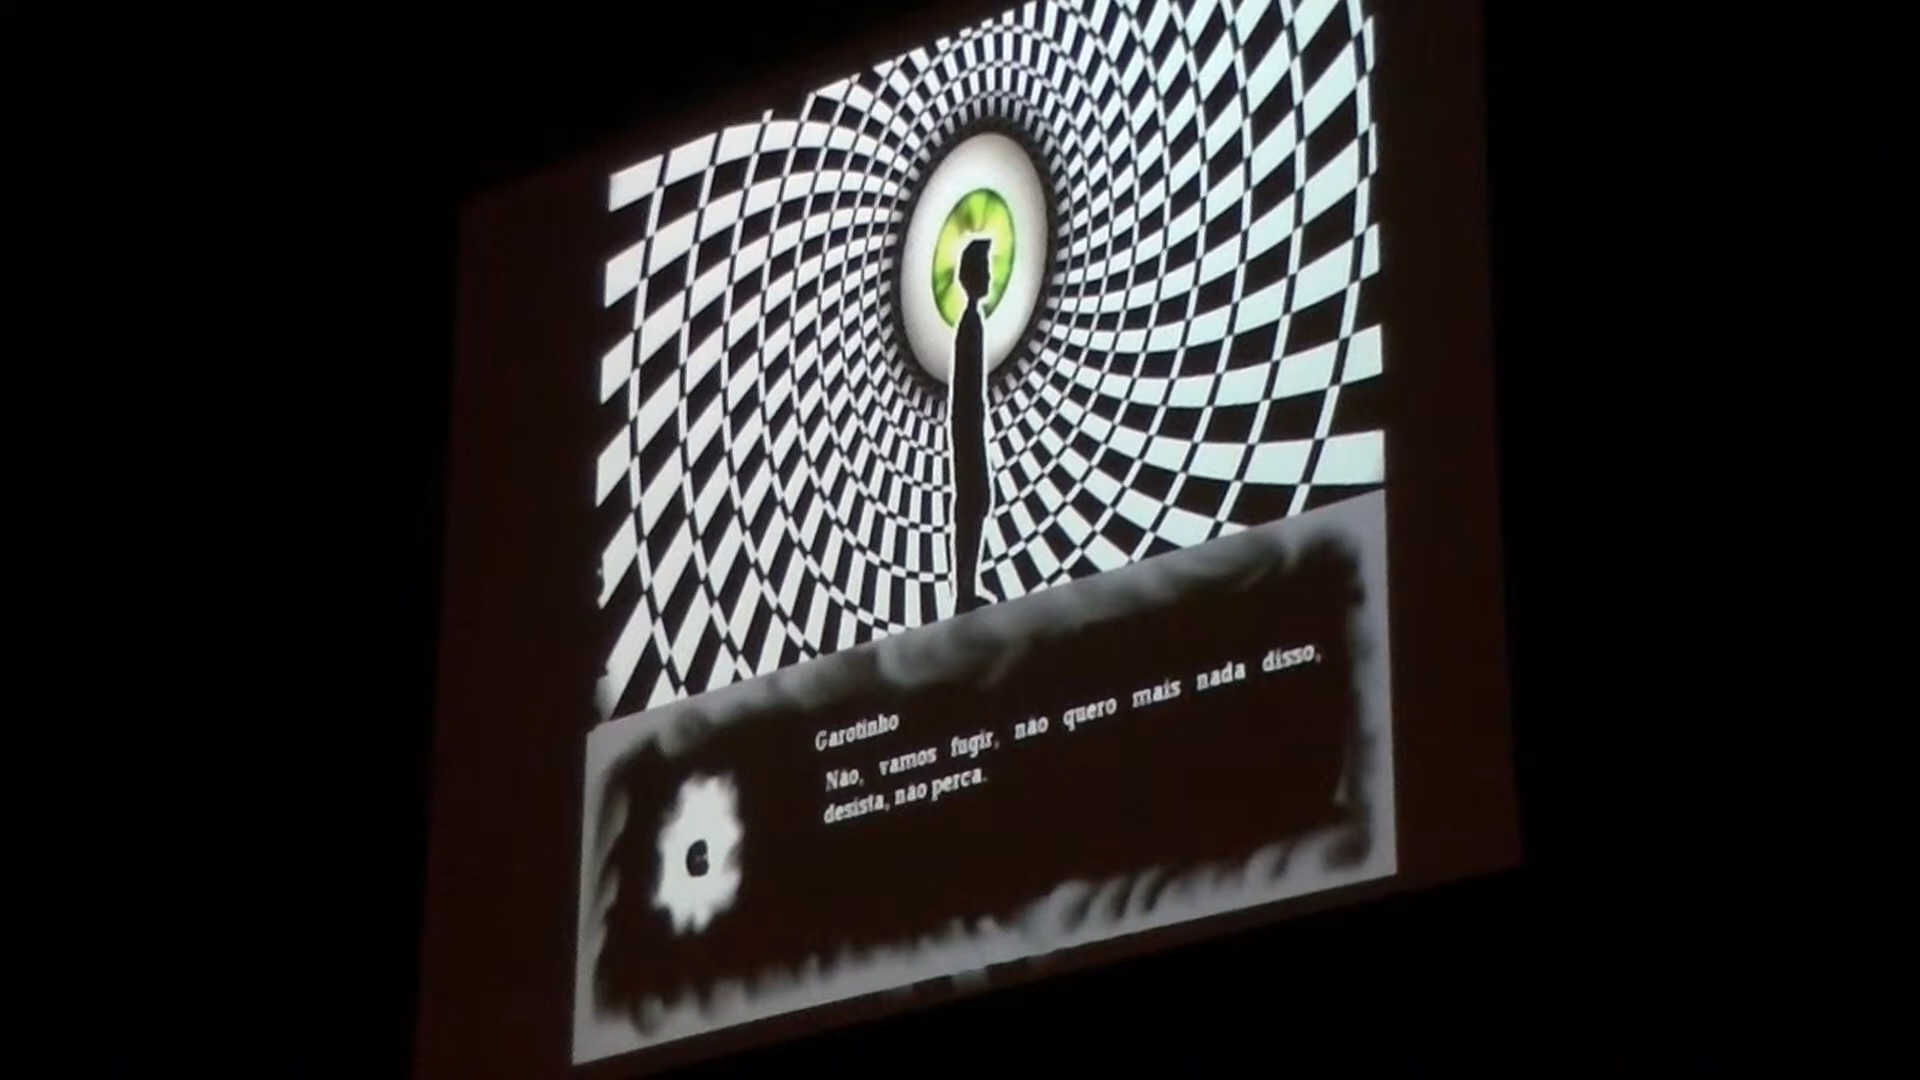 Garotinho
Não, vamos fugir, não quero mais nada disso,
desista, não perca.